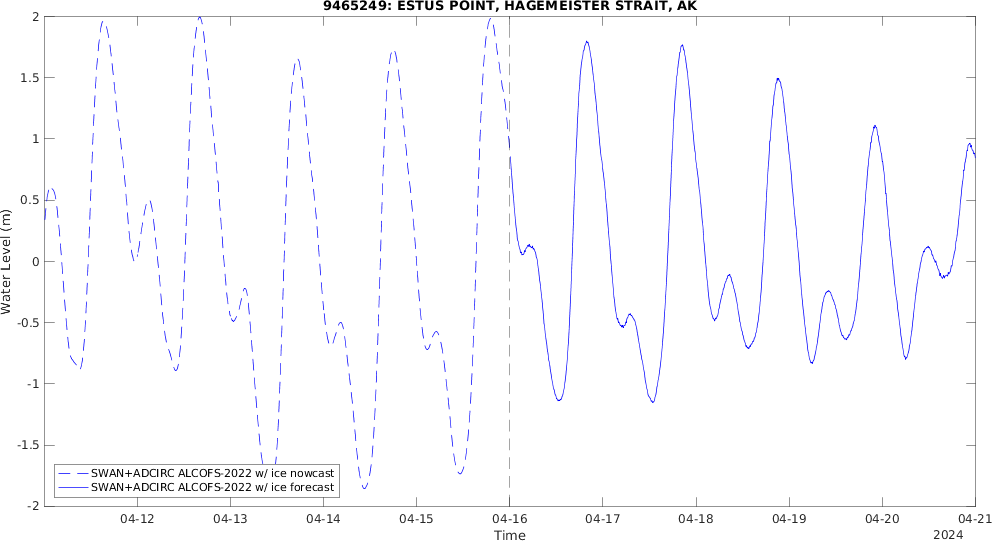 9465249: ESTUS POINT, HAGEMEISTER STRAIT, AK
2
1.5
1
0.5
0
-0.5
-1
-1.5
-2
Water Level (m)
SWAN+ADCIRC ALCOFS-2022 w/ ice nowcast
SWAN+ADCIRC ALCOFS-2022 w/ ice forecast
04-12 04-13 04-14 04-15 04-16 04-17 04-18 04-19 04-20 04-21
Time
2024